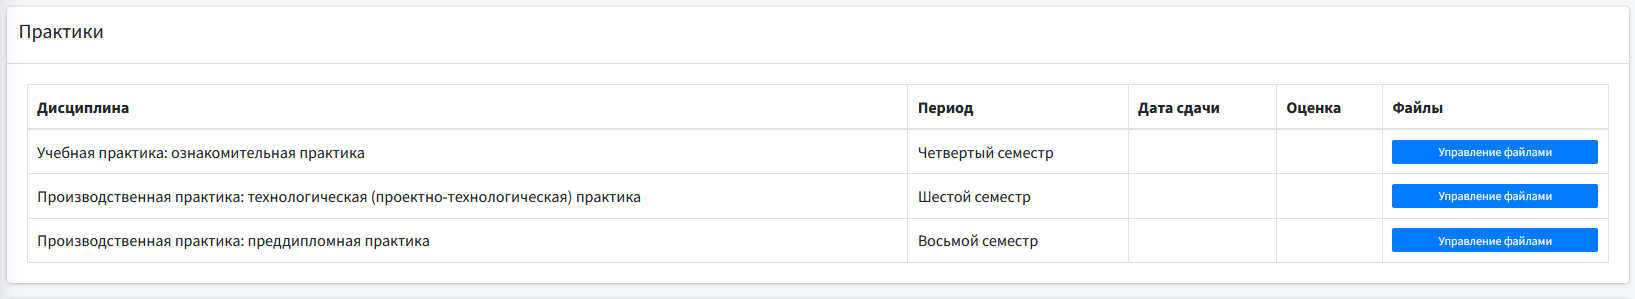 Практики
Дисциплина Период Дата сдачи Оценка Файлы
Учебная практика: ознакомительная практика Четвертый семестр Управление файлами
Производственная практика: технологическая (проектно-технологическая) практика Шестой семестр Управление файлами
Производственная практика: преддипломная практика Восьмой семестр Управление файлами